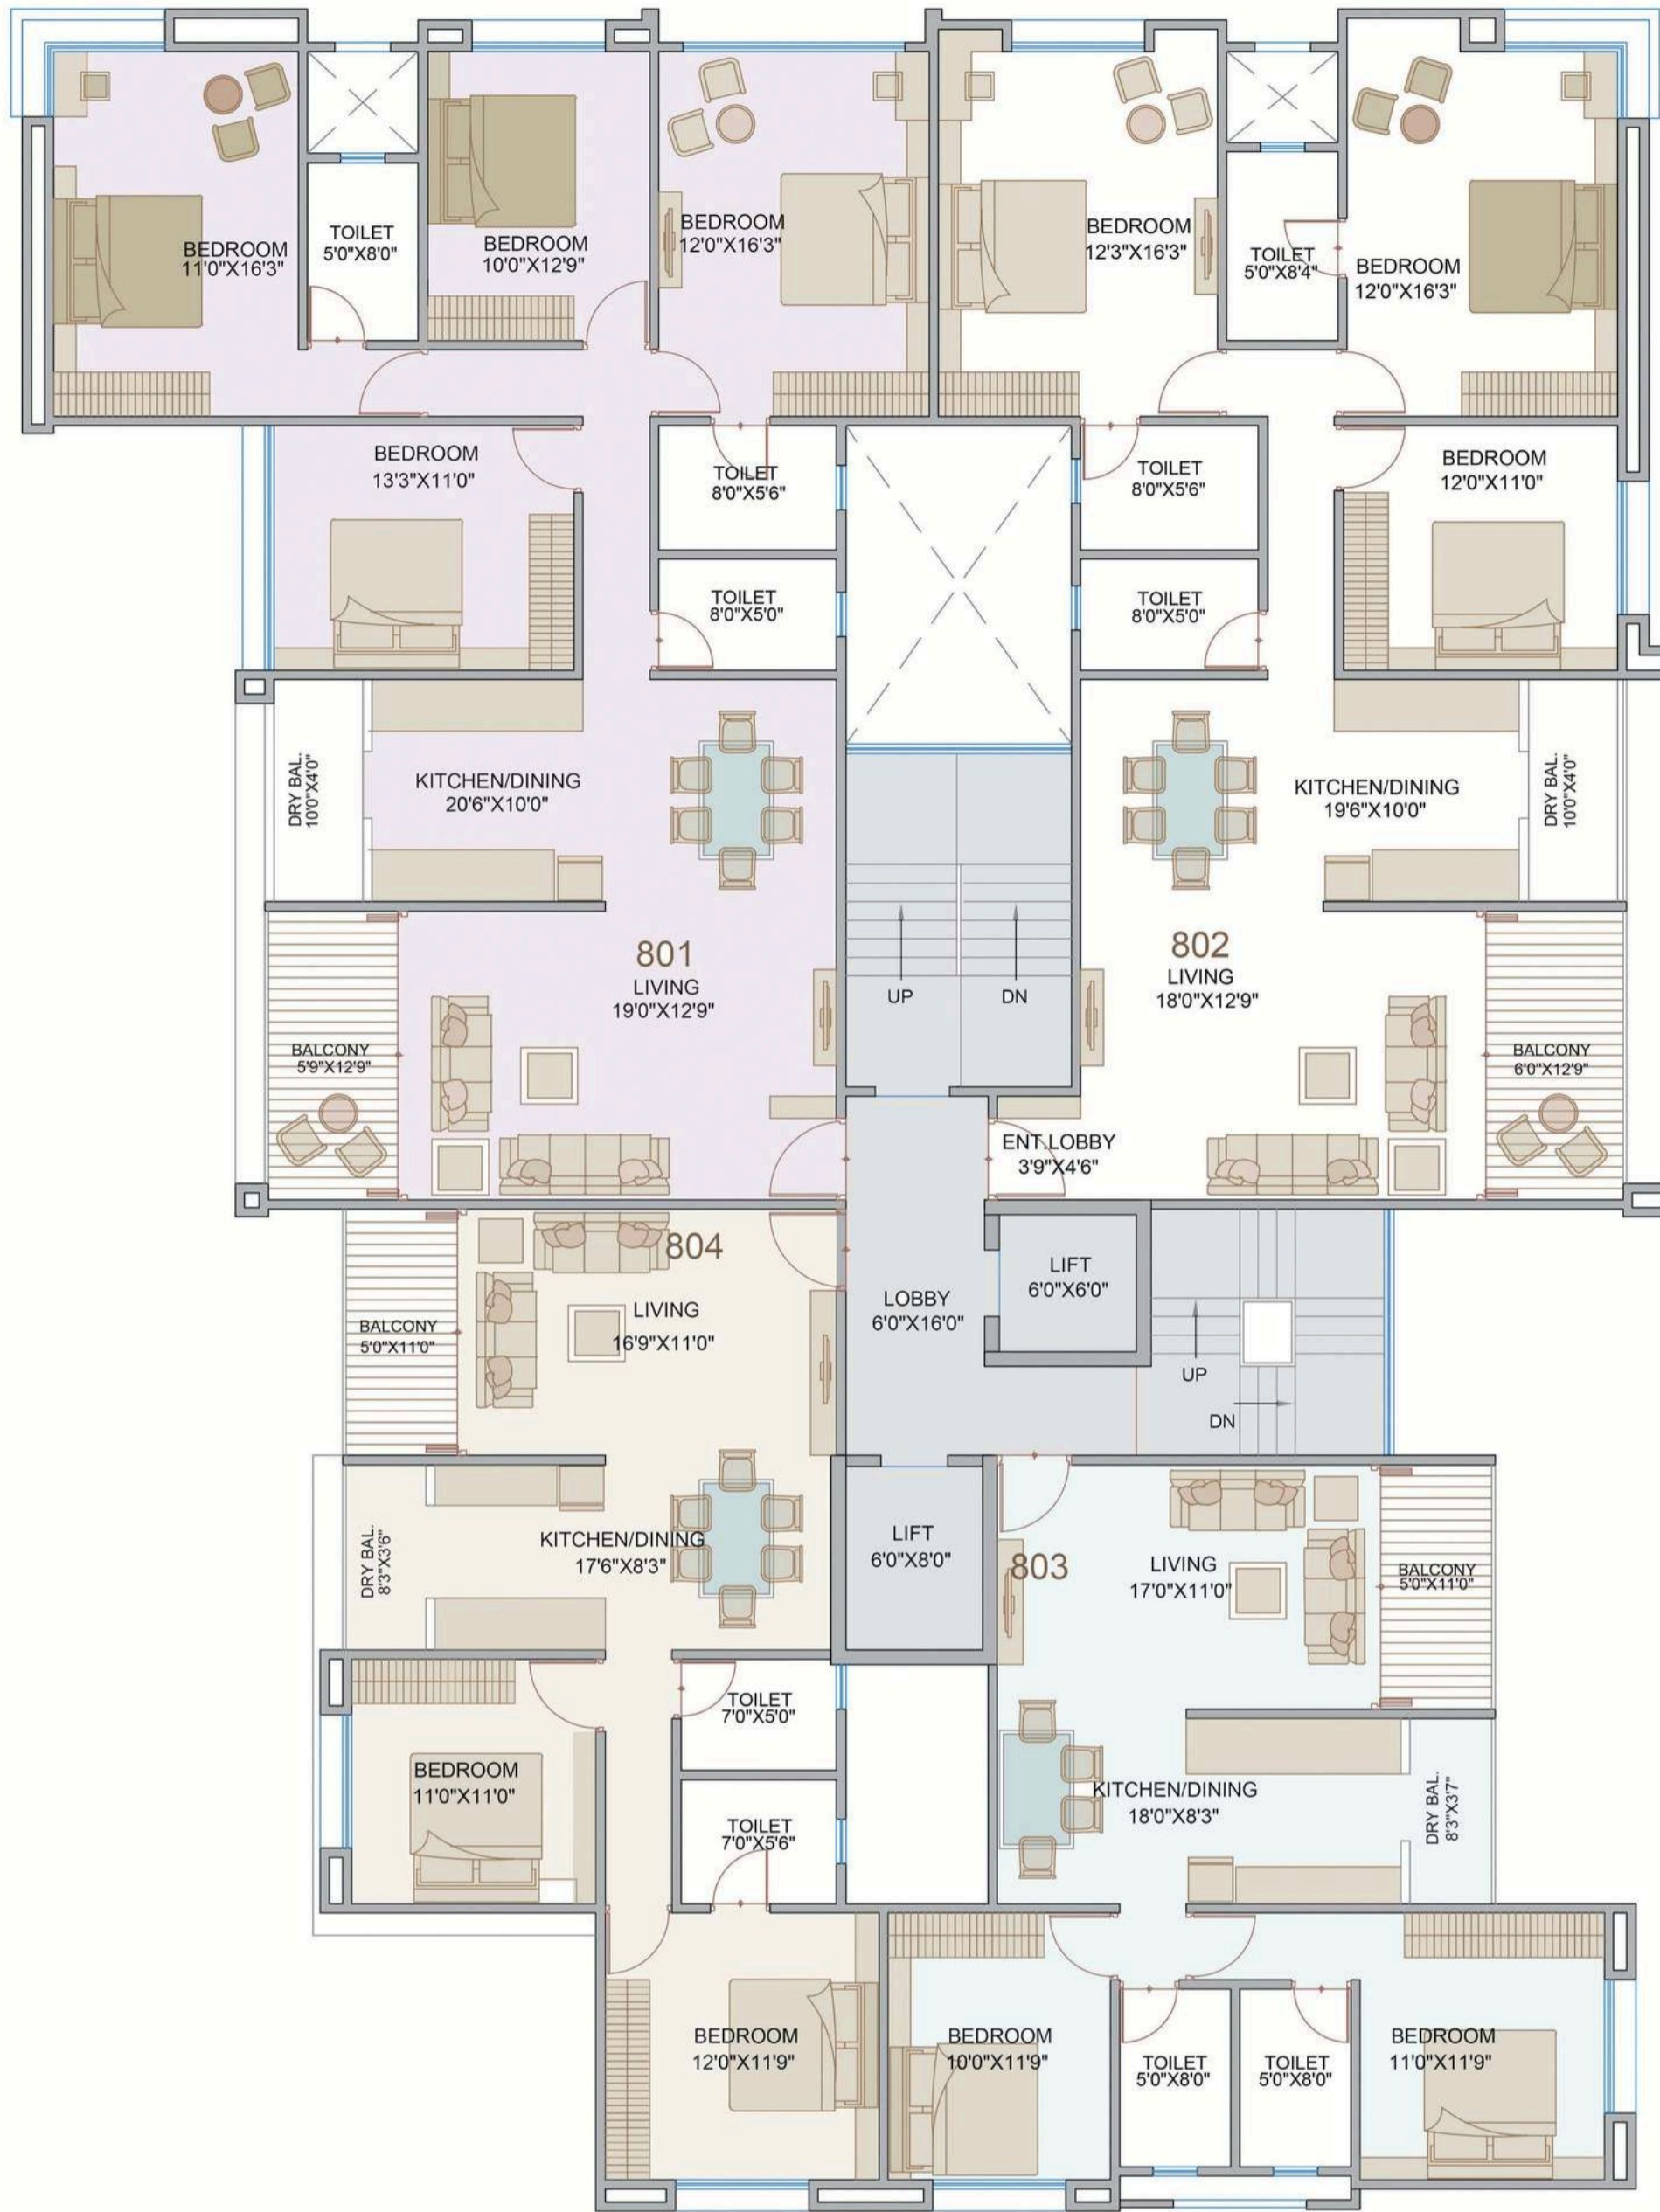 BEDROOM
11'0"X16'3"
TOILET
5'0"X8'0"
BEDROOM
10'0"X12'9"
BEDROOM
12'0"X16'3"
BEDROOM
12'3"X16'3"
TOILET
5'0"X8'4"
BEDROOM
12'0"X16'3"
BEDROOM
13'3"X11'0"
TOILET
8'0"X5'6"
TOILET
8'0"X5'6"
BEDROOM
12'0"X11'0"
TOILET
8'0"X5'0"
TOILET
8'0"X5'0"
DRY BAL.
10'0"X4'0"
KITCHEN/DINING
20'6"X10'0"
KITCHEN/DINING
19'6"X10'0"
DRY BAL.
10'0"X4'0"
801
LIVING
19'0"X12'9"
UP
DN
802
LIVING
18'0"X12'9"
BALCONY
5'9"X12'9"
BALCONY
6'0"X12'9"
ENT.LOBBY
3'9"X4'6"
804
LIVING
16'9"X11'0"
BALCONY
5'0"X11'0"
LOBBY
6'0"X16'0"
LIFT
6'0"X6'0"
UP
DN
DRY BAL.
8'3"X3'6"
KITCHEN/DINING
17'6"X8'3"
LIFT
6'0"X8'0"
803
LIVING
17'0"X11'0"
BALCONY
5'0"X11'0"
TOILET
7'0"X5'0"
BEDROOM
11'0"X11'0"
TOILET
7'0"X5'6"
KITCHEN/DINING
18'0"X8'3"
DRY BAL.
8'3"X3'7"
BEDROOM
12'0"X11'9"
BEDROOM
10'0"X11'9"
TOILET
5'0"X8'0"
TOILET
5'0"X8'0"
BEDROOM
11'0"X11'9"